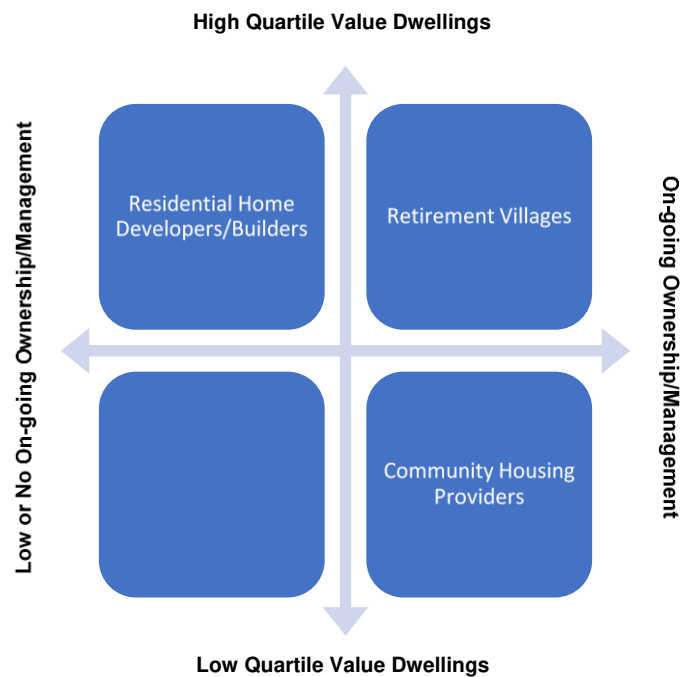 High Quartile Value Dwellings
Low or No On-going Ownership/Management
Residential Home
Developers/Builders
Retirement Villages
On-going Ownership/Management
Community Housing
Providers
Low Quartile Value Dwellings